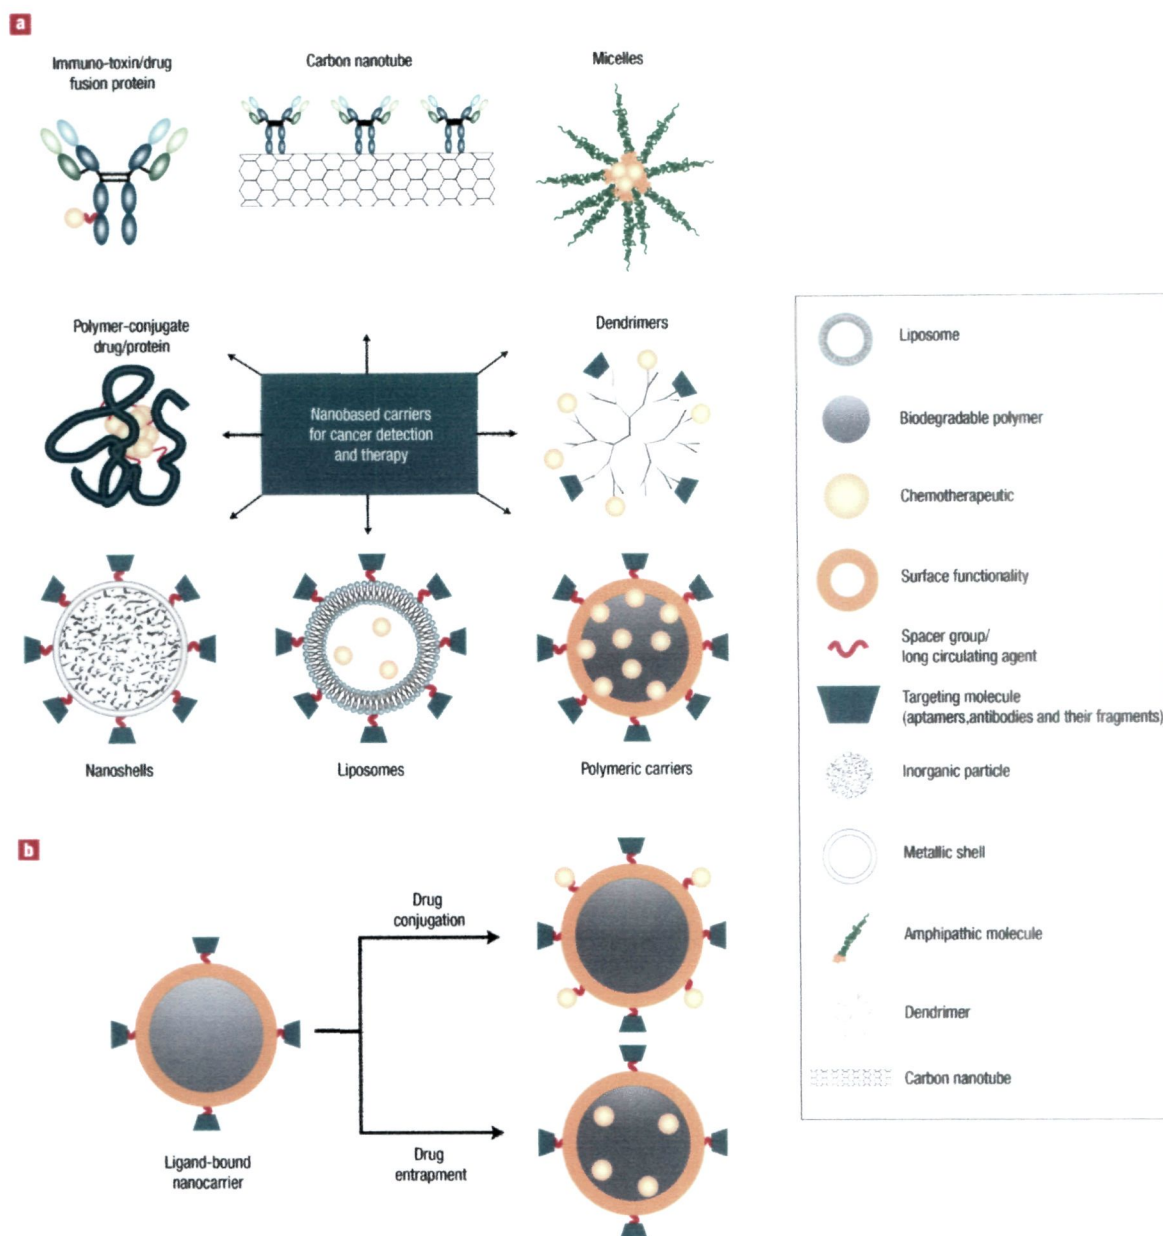 a
Immuno-toxin/drug
fusion protein
Carbon nanotube
Micelles
Polymer-conjugate
drug/protein
Nanobased carriers
for cancer detection
and therapy
Dendrimers
Nanoshells
Liposomes
Polymeric carriers
Liposome
Biodegradable polymer
Chemotherapeutic
Surface functionality
Spacer group/
long circulating agent
Targeting molecule
(aptamers,antibodies and their fragments)
Inorganic particle
Metallic shell
Amphipathic molecule
Dendrimer
Carbon nanotube
b
Ligand-bound
nanocarrier
Drug
conjugation
Drug
entrapment